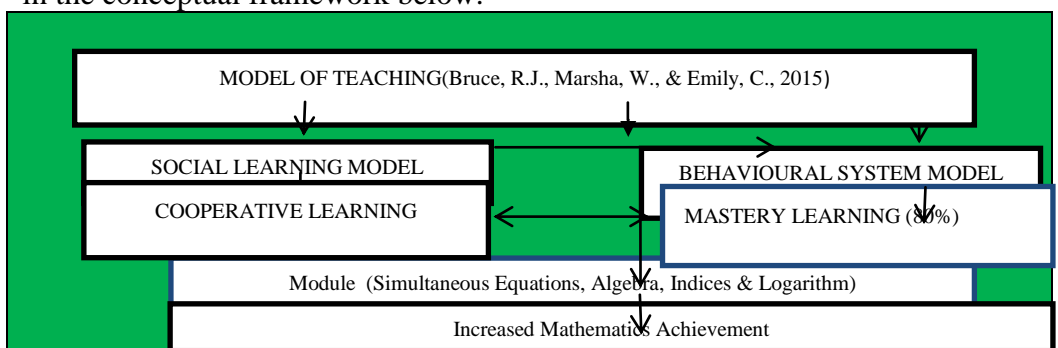 in the conceptual framework below.
MODEL OF TEACHING(Bruce, R.J., Marsha, W., & Emily, C., 2015)
SOCIAL LEARNING MODEL
BEHAVIOURAL SYSTEM MODEL
COOPERATIVE LEARNING
MASTERY LEARNING (80%)
Module (Simultaneous Equations, Algebra, Indices & Logarithm)
Increased Mathematics Achievement